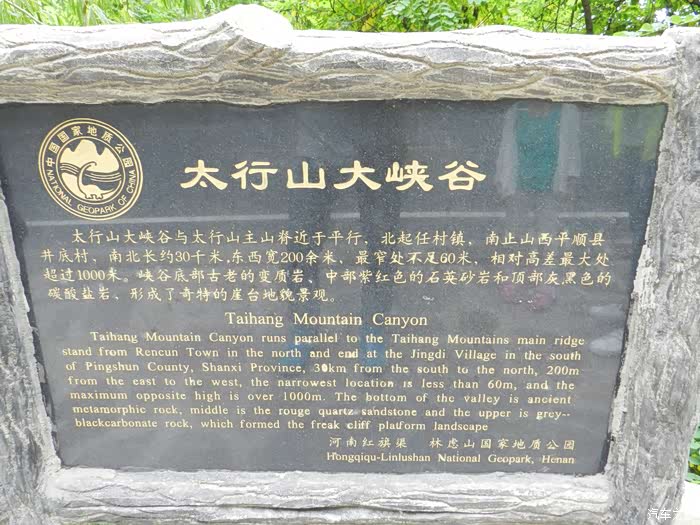 中国国家地质公园
NATIONAL GEOPARK OF CHINA
太行山大峡谷
太行山大峡谷与太行山主山脊近于平行，北起任村镇，南止山西平顺县
井底村，南北长约30千米，东西宽200余米，最窄处不足60米，相对高差最大处
超过1000米。峡谷底部古老的变质岩、中部紫红色的石英砂岩和顶部灰黑色的
碳酸盐岩，形成了奇特的崖台地貌景观。
Taihang Mountain Canyon
Taihang Mountain Canyon runs parallel to the Taihang Mountains main ridge
stand from Rencun Town in the north and end at the Jingdi Village in the south
of Pingshun County, Shanxi Province, 30km from the south to the north, 200m
from the east to the west, the narrowest location is less than 60m, and the
maximum opposite high is over 1000m. The bottom of the valley is ancient
metamorphic rock, middle is the rouge quartz sandstone and the upper is grey--
blackcarbonate rock, which formed the freak cliff platform landscape
河南红旗渠 林虑山国家地质公园
Hongqiqu-Linlushan National Geopark, Henan